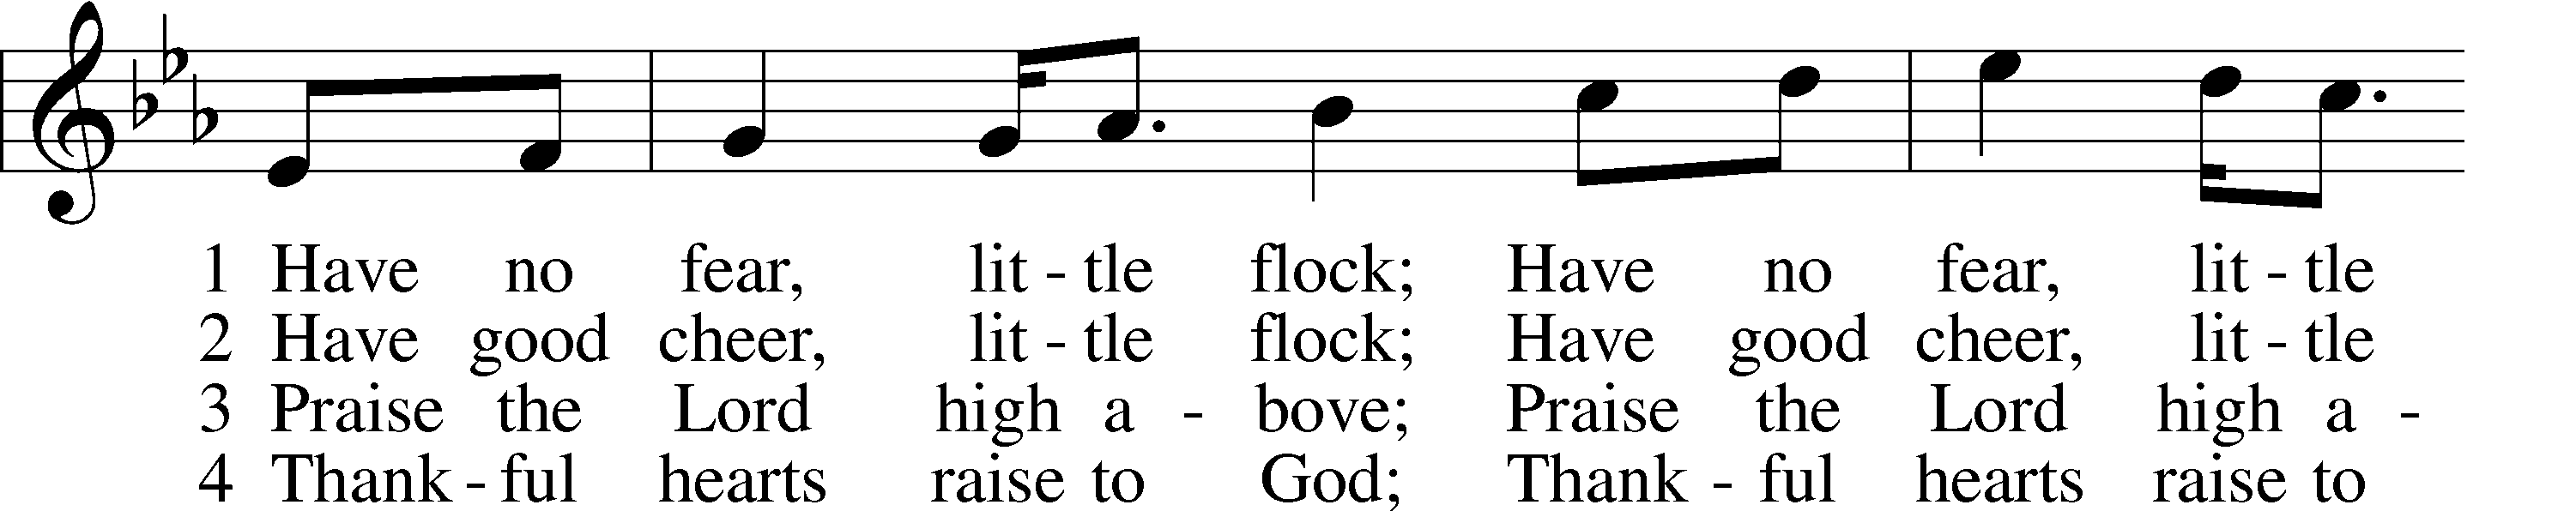 1 Have no fear, lit - tle flock; Have no fear, lit - tle
2 Have good cheer, lit - tle flock; Have good cheer, lit - tle
3 Praise the Lord high a - bove; Praise the Lord high a -
4 Thank - ful hearts raise to God; Thank - ful hearts raise to